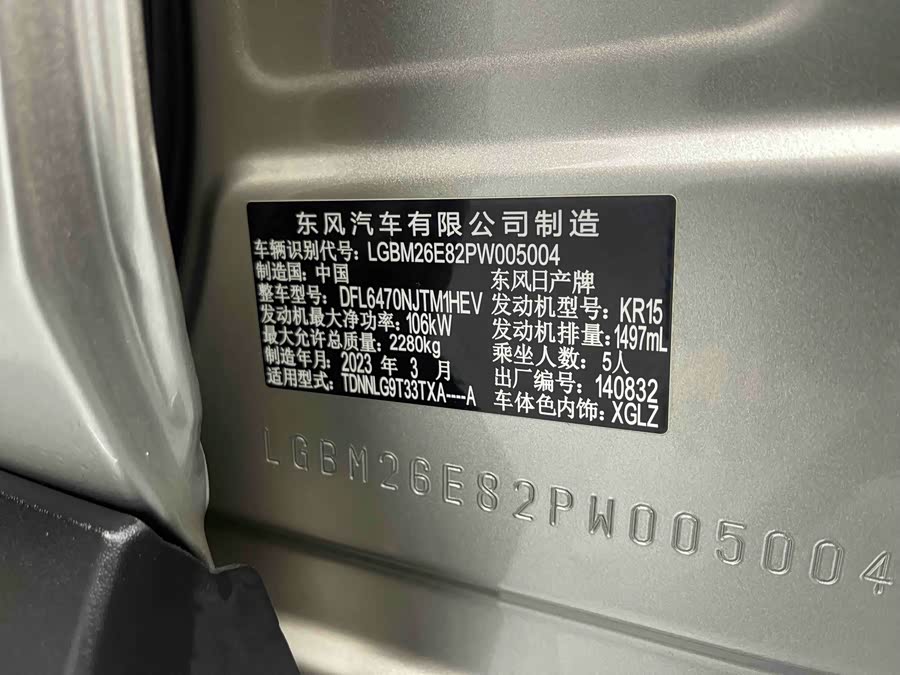 东风汽车有限公司制造
车辆识别代号: LGBM26E82PW005004
制造国: 中国 东风日产牌
整车型号: DFL6470NJTM1HEV 发动机型号: KR15
发动机最大净功率: 106kW 发动机排量: 1497mL
最大允许总质量: 2280kg 乘坐人数: 5人
制造年月: 2023 年 3 月 出厂编号: 140832
适用型式: TDNNLG9T33TXA----A 车体色内饰: XGLZ
LGBM26E82PW005004